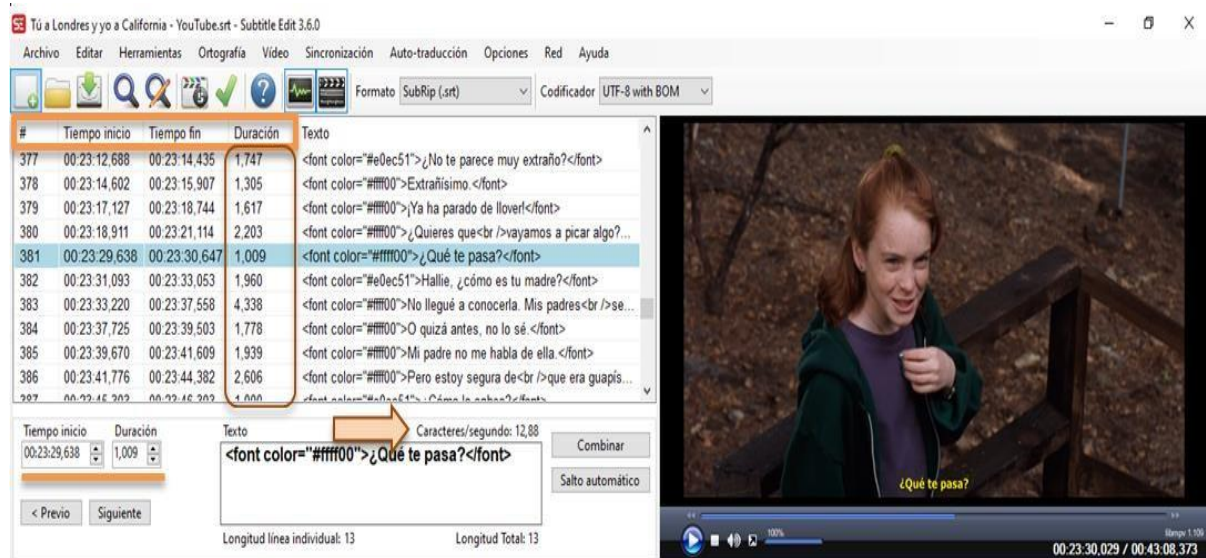 Tú a Londres y yo a California - YouTube.srt - Subtitle Edit 3.6.0
Archivo Editar Herramientas Ortografía Vídeo Sincronización Auto-traducción Opciones Red Ayuda
Formato SubRip (.srt) Codificador UTF-8 with BOM
# Tiempo inicio Tiempo fin Duración Texto
377 00:23:12,688 00:23:14,435 1,747 <font color="#e0ec51">¿No te parece muy extraño?</font>
378 00:23:14,602 00:23:15,907 1,305 <font color="#ffff00">Extrañísimo.</font>
379 00:23:17,127 00:23:18,744 1,617 <font color="#ffff00">¡Ya ha parado de llover!</font>
380 00:23:18,911 00:23:21,114 2,203 <font color="#ffff00">¿Quieres que<br />vayamos a picar algo?...
381 00:23:29,638 00:23:30,647 1,009 <font color="#ffff00">¿Qué te pasa?</font>
382 00:23:31,093 00:23:33,053 1,960 <font color="#e0ec51">Hallie, ¿cómo es tu madre?</font>
383 00:23:33,220 00:23:37,558 4,338 <font color="#ffff00">No llegué a conocerla. Mis padres<br />se...
384 00:23:37,725 00:23:39,503 1,778 <font color="#ffff00">O quizá antes, no lo sé.</font>
385 00:23:39,670 00:23:41,609 1,939 <font color="#ffff00">Mi padre no me habla de ella.</font>
386 00:23:41,776 00:23:44,382 2,606 <font color="#ffff00">Pero estoy segura de<br />que era guapís...
Tiempo inicio Duración Texto Caracteres/segundo: 12,88
00:23:29,638 1,009
<font color="#ffff00">¿Qué te pasa?</font>
Combinar
Salto automático
< Previo Siguiente
Longitud línea individual: 13 Longitud Total: 13
¿Qué te pasa?
100%
libmpv 1.109
00:23:30,029 / 00:43:08,373